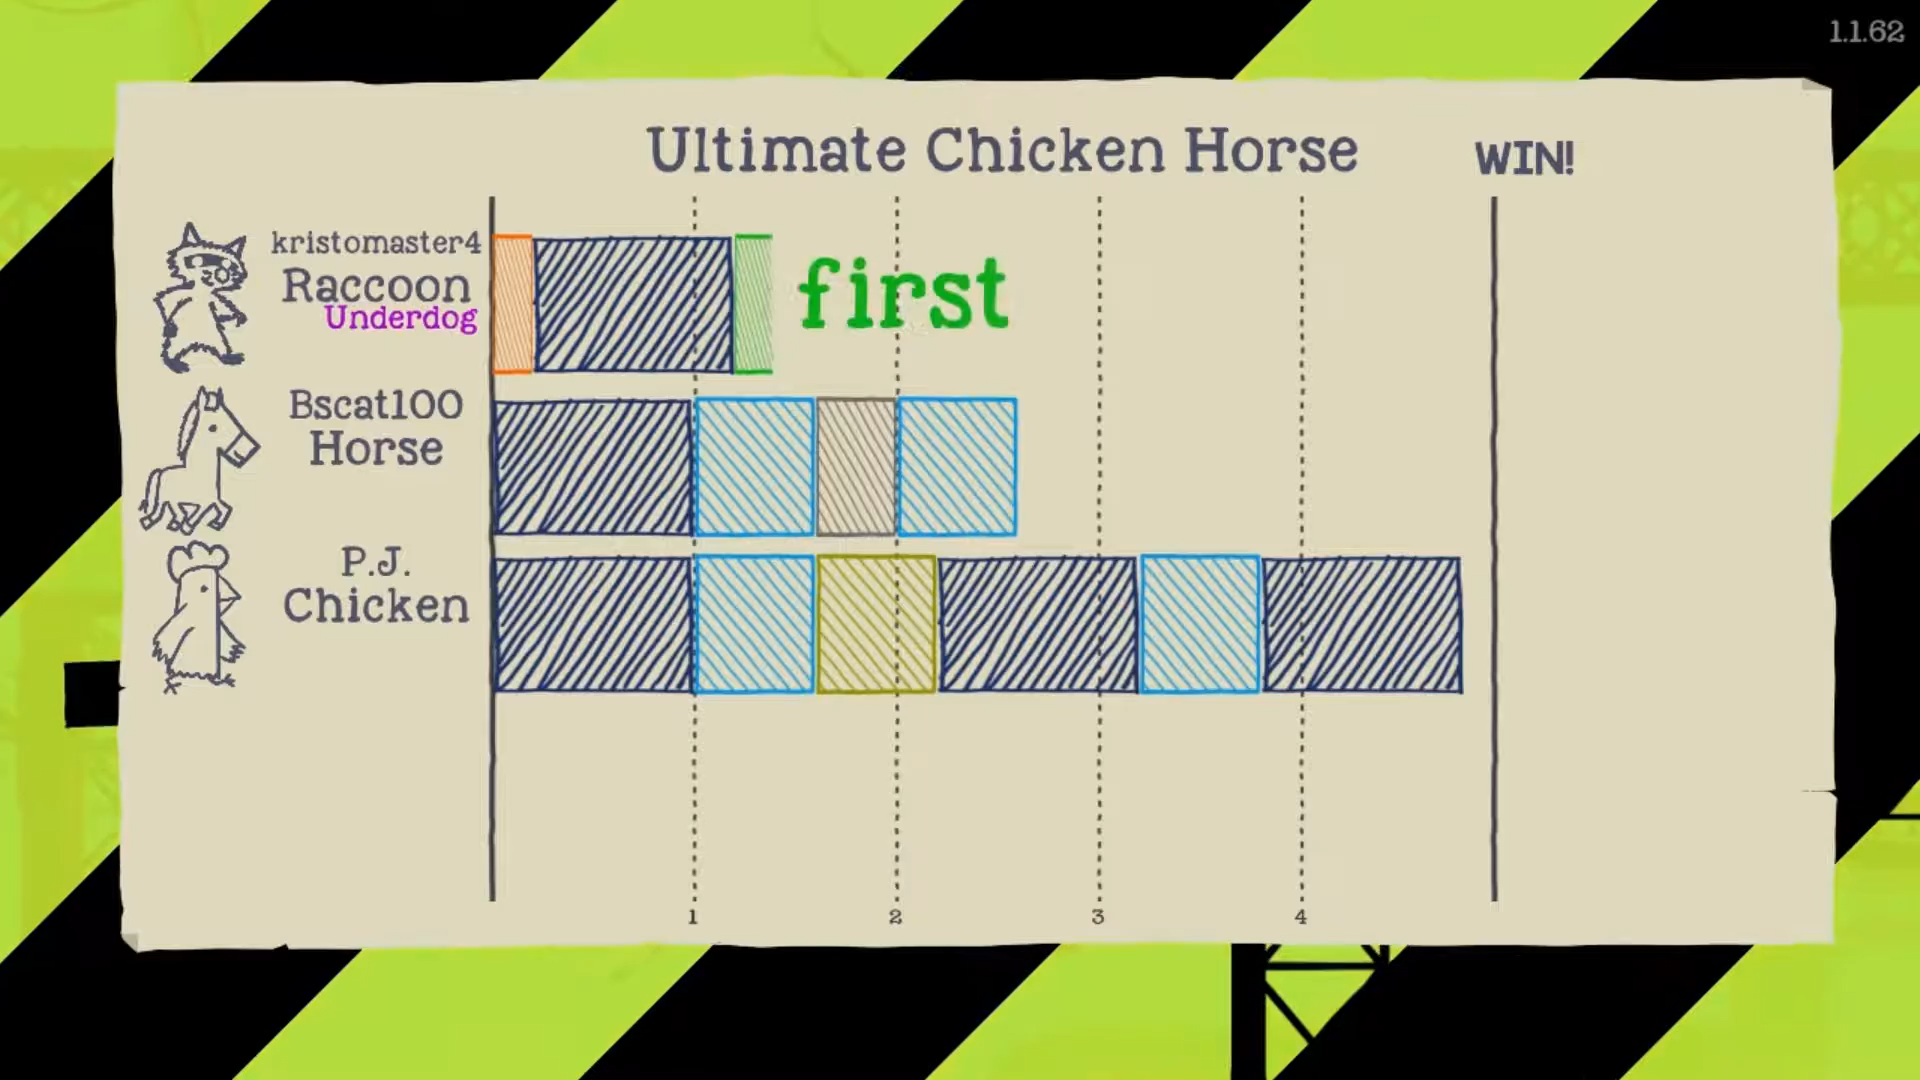 1.1.62
Ultimate Chicken Horse
WIN!
kristomaster4
Raccoon
Underdog
first
Bscat100
Horse
P.J.
Chicken
1 2 3 4